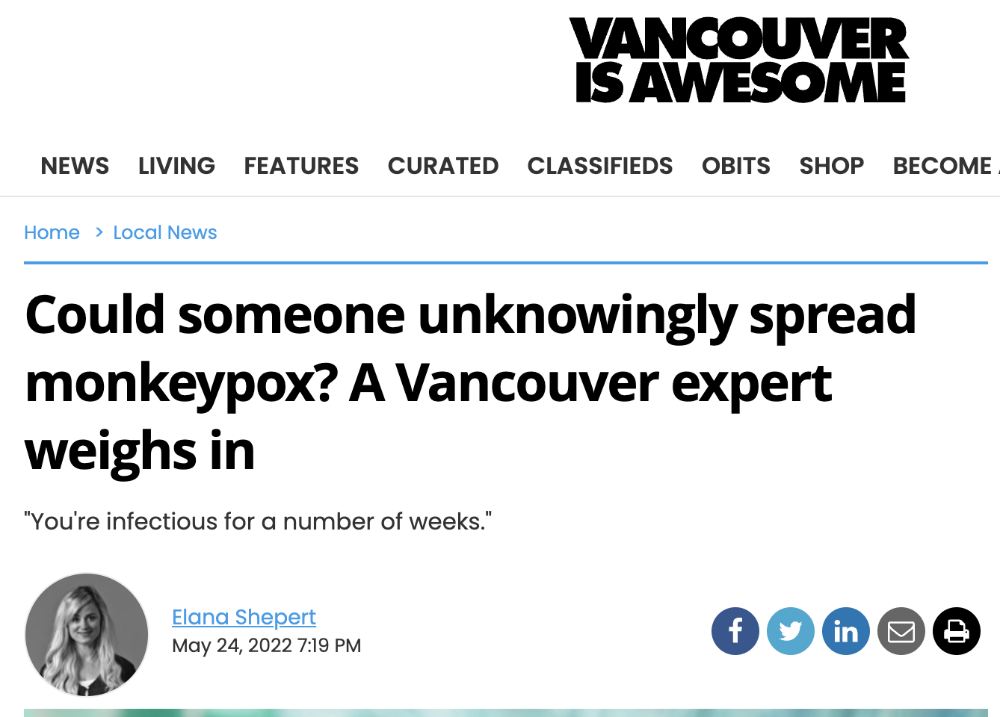 VANCOUVER
IS AWESOME
NEWS LIVING FEATURES CURATED CLASSIFIEDS OBITS SHOP BECOME
Home > Local News
Could someone unknowingly spread
monkeypox? A Vancouver expert
weighs in
"You're infectious for a number of weeks."
Elana Shepert
May 24, 2022 7:19 PM